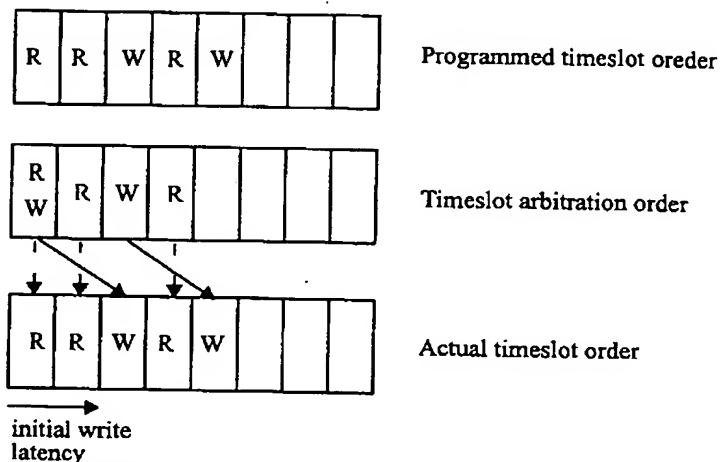 R R W R W
Programmed timeslot oreder
R
W
R W R
Timeslot arbitration order
R R W R W
Actual timeslot order
initial write
latency